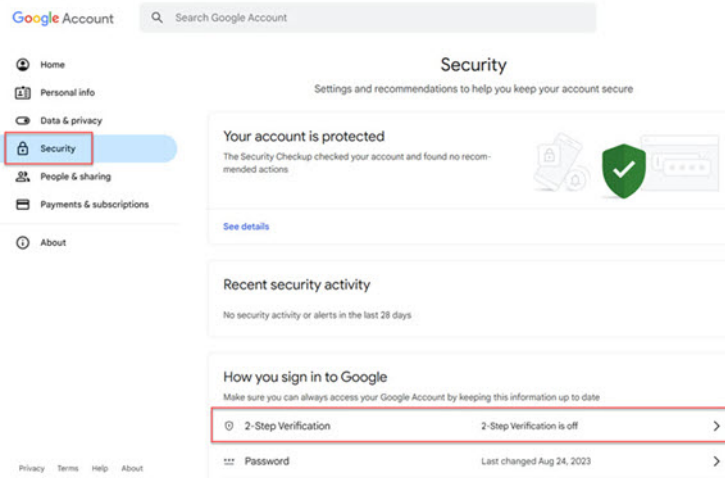 Google Account
Search Google Account
Home
Personal info
Data & privacy
Security
People & sharing
Payments & subscriptions
About
Privacy Terms Help About
Security
Settings and recommendations to help you keep your account secure
Your account is protected
The Security Checkup checked your account and found no recom-
mended actions
See details
Recent security activity
No security activity or alerts in the last 28 days
How you sign in to Google
Make sure you can always access your Google Account by keeping this information up to date
2-Step Verification 2-Step Verification is off
Password Last changed Aug 24, 2023